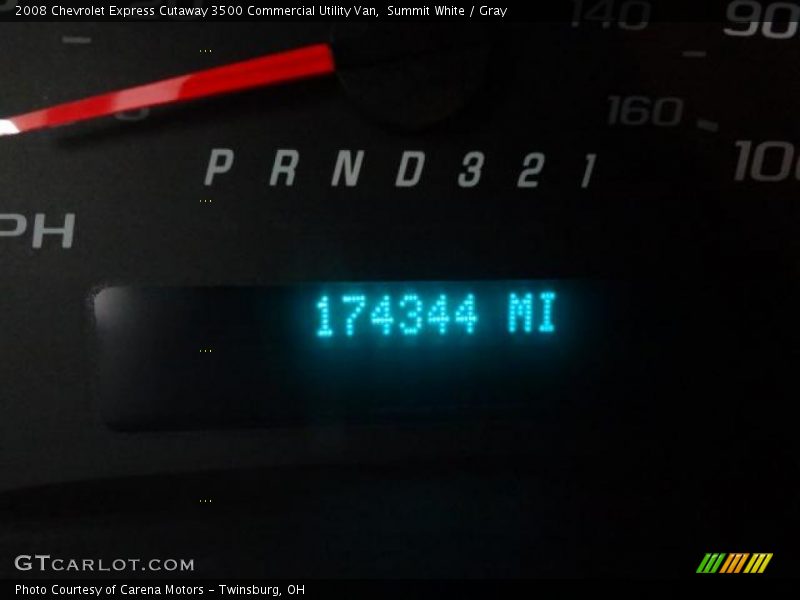 2008 Chevrolet Express Cutaway 3500 Commercial Utility Van,  Summit White / Gray
140
90
160
100
P R N D 3 2 1
PH
174344 MI
GTCARLOT.COM
Photo Courtesy of Carena Motors - Twinsburg, OH